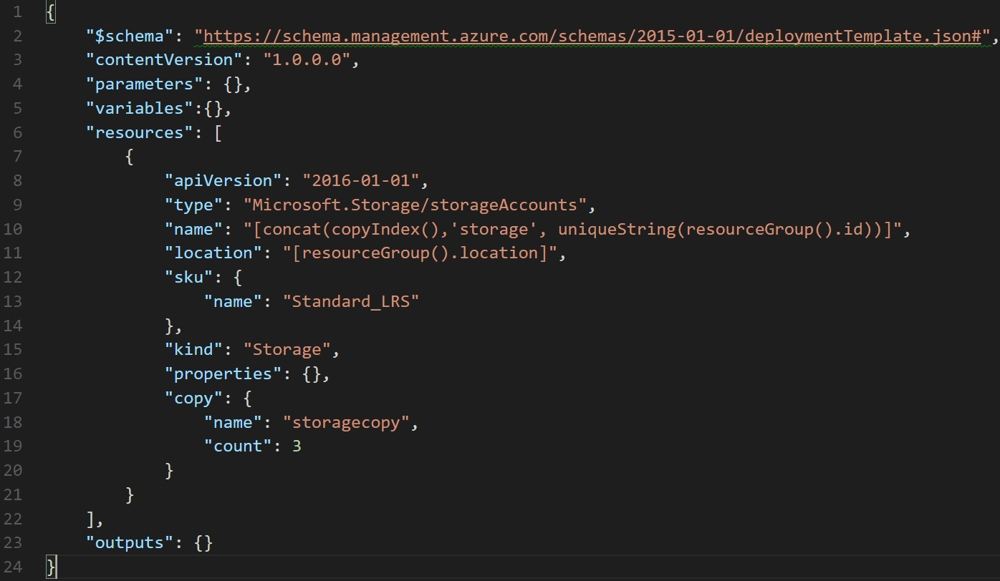 1 {
2 "$schema": "https://schema.management.azure.com/schemas/2015-01-01/deploymentTemplate.json#",
3 "contentVersion": "1.0.0.0",
4 "parameters": {},
5 "variables":{},
6 "resources": [
7 {
8 "apiVersion": "2016-01-01",
9 "type": "Microsoft.Storage/storageAccounts",
10 "name": "[concat(copyIndex(),'storage', uniqueString(resourceGroup().id))]",
11 "location": "[resourceGroup().location]",
12 "sku": {
13 "name": "Standard_LRS"
14 },
15 "kind": "Storage",
16 "properties": {},
17 "copy": {
18 "name": "storagecopy",
19 "count": 3
20 }
21 }
22 ],
23 "outputs": {}
24 }